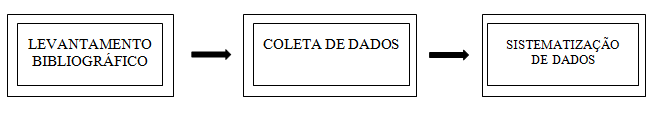 LEVANTAMENTO
BIBLIOGRÁFICO
COLETA DE DADOS
SISTEMATIZAÇÃO
DE DADOS